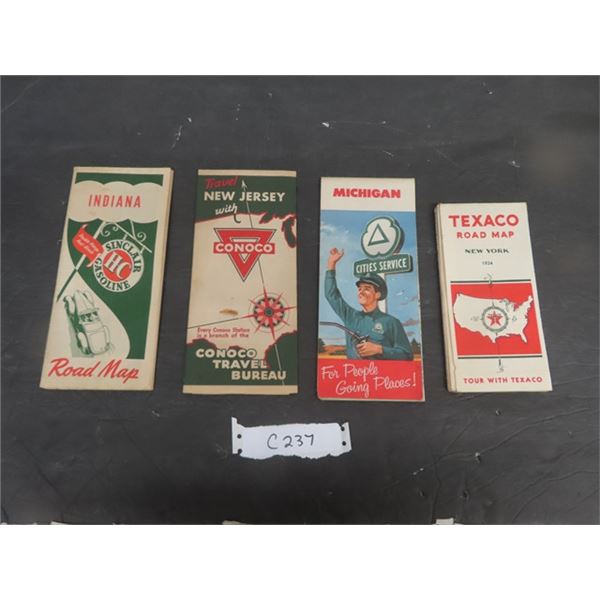 INDIANA
SINCLAIR
H-C
GASOLINE
Road Map
Travel
NEW JERSEY
with
CONOCO
Every Conoco Station
is a branch of the
CONOCO
TRAVEL
BUREAU
MICHIGAN
CITIES SERVICE
For People
Going Places!
TEXACO
ROAD MAP
NEW YORK
1934
TOUR WITH TEXACO
C237